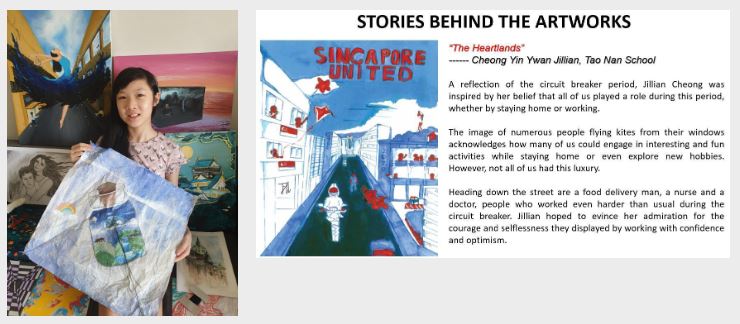 STORIES BEHIND THE ARTWORKS
SINGAPORE
UNITED
“The Heartlands”
------ Cheong Yin Ywan Jillian, Tao Nan School
A reflection of the circuit breaker period, Jillian Cheong was
inspired by her belief that all of us played a role during this period,
whether by staying home or working.
The image of numerous people flying kites from their windows
acknowledges how many of us could engage in interesting and fun
activities while staying home or even explore new hobbies.
However, not all of us had this luxury.
Heading down the street are a food delivery man, a nurse and a
doctor, people who worked even harder than usual during the
circuit breaker. Jillian hoped to evince her admiration for the
courage and selflessness they displayed by working with confidence
and optimism.